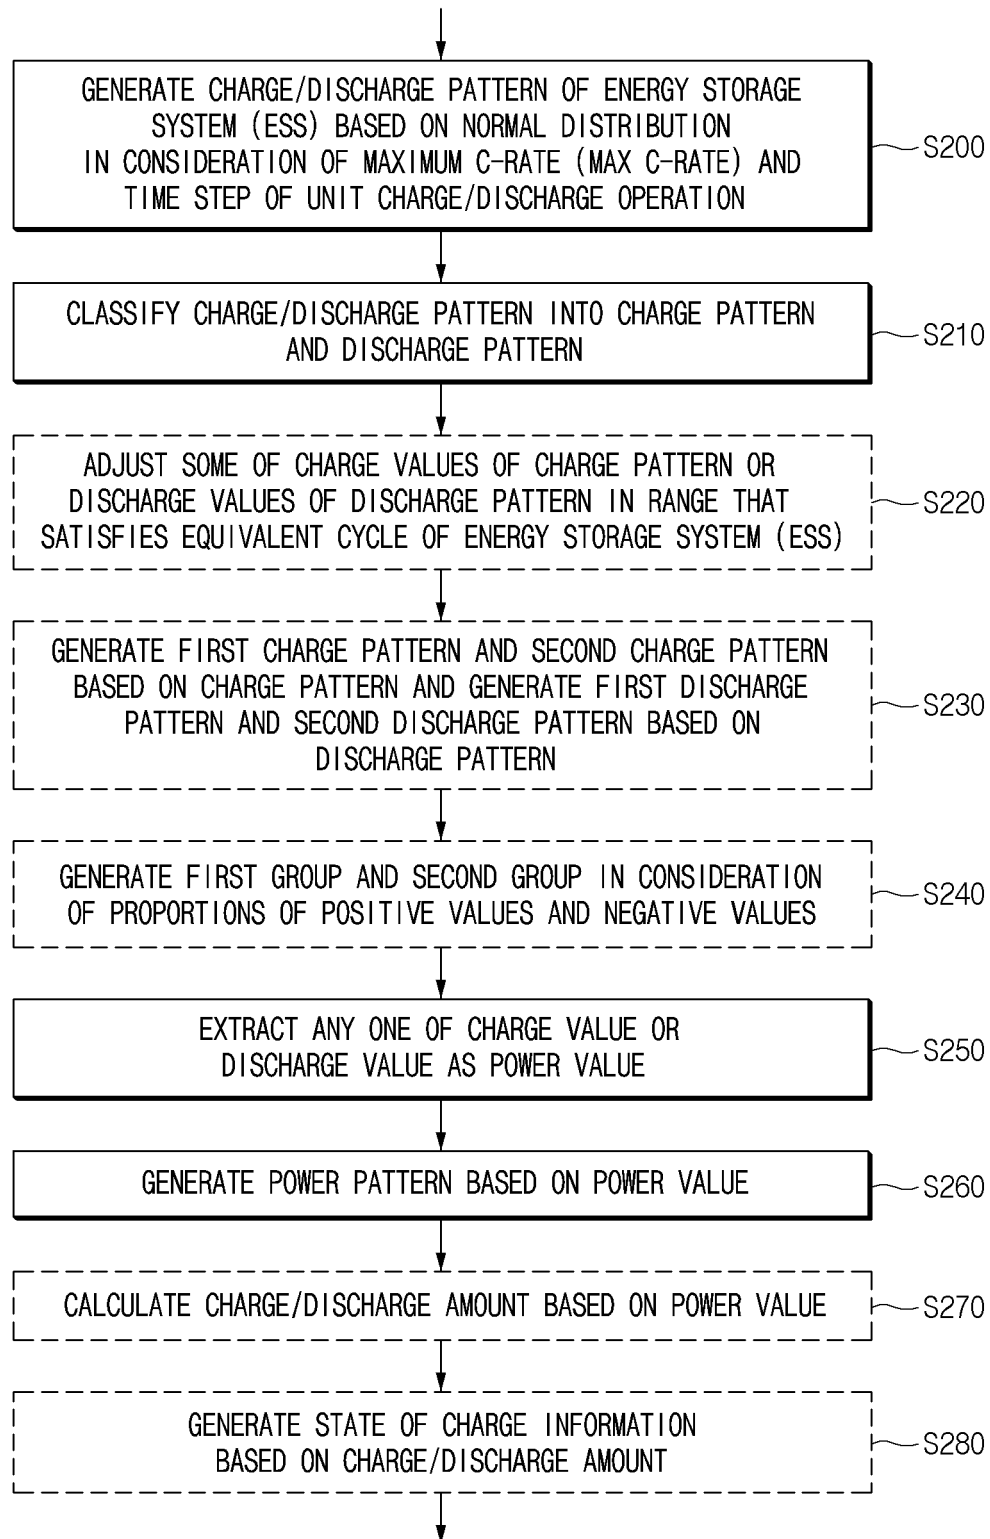 GENERATE CHARGE/DISCHARGE PATTERN OF ENERGY STORAGE
SYSTEM (ESS) BASED ON NORMAL DISTRIBUTION
IN CONSIDERATION OF MAXIMUM C-RATE (MAX C-RATE) AND
TIME STEP OF UNIT CHARGE/DISCHARGE OPERATION
S200
CLASSIFY CHARGE/DISCHARGE PATTERN INTO CHARGE PATTERN
AND DISCHARGE PATTERN
S210
ADJUST SOME OF CHARGE VALUES OF CHARGE PATTERN OR
DISCHARGE VALUES OF DISCHARGE PATTERN IN RANGE THAT
SATISFIES EQUIVALENT CYCLE OF ENERGY STORAGE SYSTEM (ESS)
S220
GENERATE FIRST CHARGE PATTERN AND SECOND CHARGE PATTERN
BASED ON CHARGE PATTERN AND GENERATE FIRST DISCHARGE
PATTERN AND SECOND DISCHARGE PATTERN BASED ON
DISCHARGE PATTERN
S230
GENERATE FIRST GROUP AND SECOND GROUP IN CONSIDERATION
OF PROPORTIONS OF POSITIVE VALUES AND NEGATIVE VALUES
S240
EXTRACT ANY ONE OF CHARGE VALUE OR
DISCHARGE VALUE AS POWER VALUE
S250
GENERATE POWER PATTERN BASED ON POWER VALUE
S260
CALCULATE CHARGE/DISCHARGE AMOUNT BASED ON POWER VALUE
S270
GENERATE STATE OF CHARGE INFORMATION
BASED ON CHARGE/DISCHARGE AMOUNT
S280